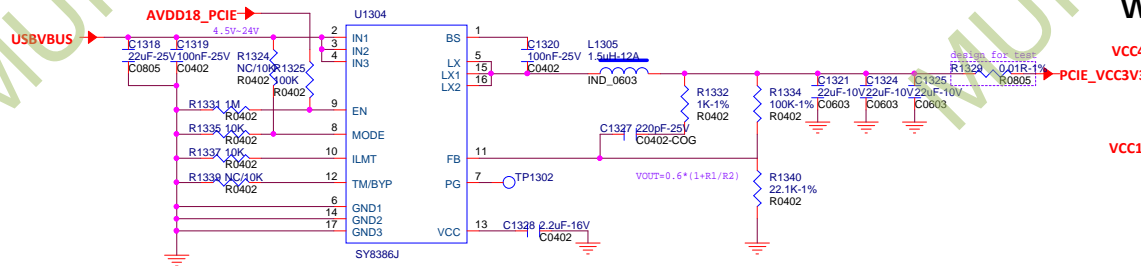 AVDD18_PCIE
U1304
W
USBVBUS
4.5V~24V
C1318
22uF-25V
C0805
C1319
100nF-25V
C0402
R1324
NC/10K
R0402
R1325
100K
R0402
2
IN1
3
IN2
4
IN3
BS
1
LX
5
LX1
15
LX2
16
C1320
100nF-25V
C0402
L1305
1.5uH-12A
IND_0603
design for test
R1329
0.01R-1%
R0805
VCC4
PCIE_VCC3V3
R1331 1M
R0402
9
EN
R1335 10K
R0402
8
MODE
R1337 10K
R0402
10
ILMT
R1339 NC/10K
R0402
12
TM/BYP
6
GND1
14
GND2
17
GND3
R1332
1K-1%
R0402
R1334
100K-1%
R0402
C1321
22uF-10V
C0603
C1324
22uF-10V
C0603
C1325
22uF-10V
C0603
C1327 220pF-25V
C0402-COG
FB
11
VCC1
PG
7
TP1302
VOUT=0.6*(1+R1/R2)
R1340
22.1K-1%
R0402
VCC
13
C1328 2.2uF-16V
C0402
SY8386J